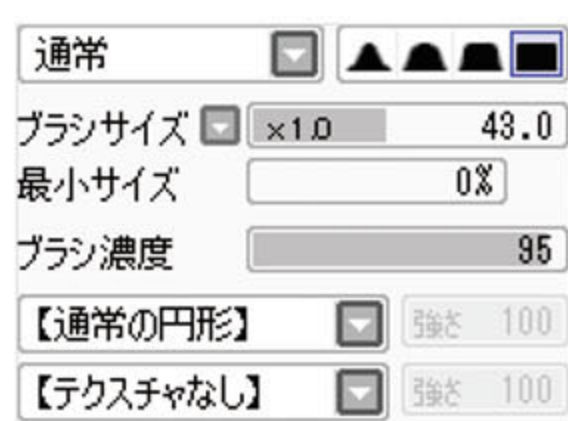 通常
ブラシサイズ ×1.0 43.0
最小サイズ 0%
ブラシ濃度 95
【通常の円形】 強さ 100
【テクスチャなし】 強さ 100